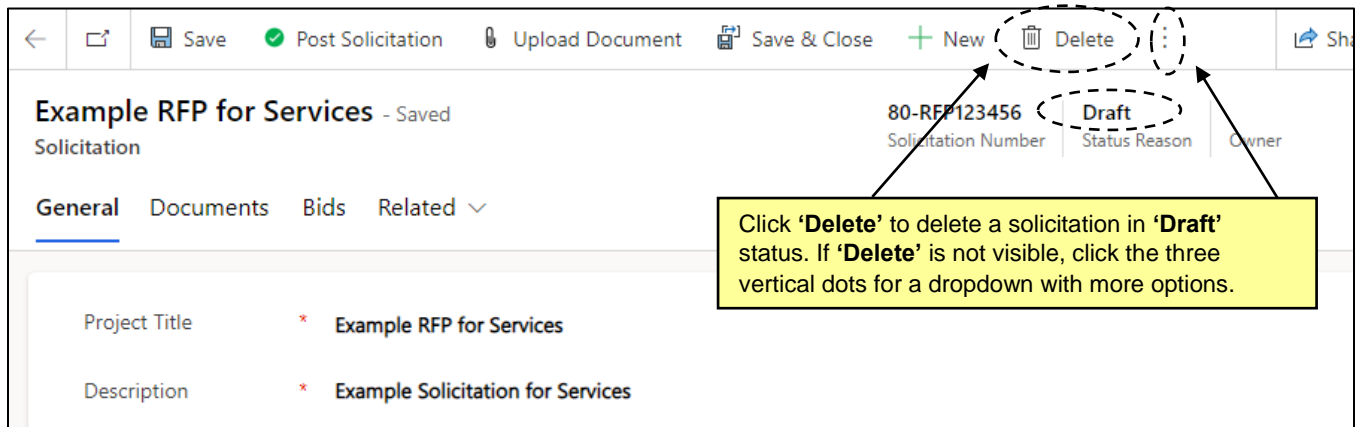 Save Post Solicitation Upload Document Save & Close + New Delete Sha
Example RFP for Services - Saved
Solicitation
80-RFP123456 Draft
Solicitation Number Status Reason Owner
General Documents Bids Related
Click ‘Delete’ to delete a solicitation in ‘Draft’
status. If ‘Delete’ is not visible, click the three
vertical dots for a dropdown with more options.
Project Title * Example RFP for Services
Description * Example Solicitation for Services